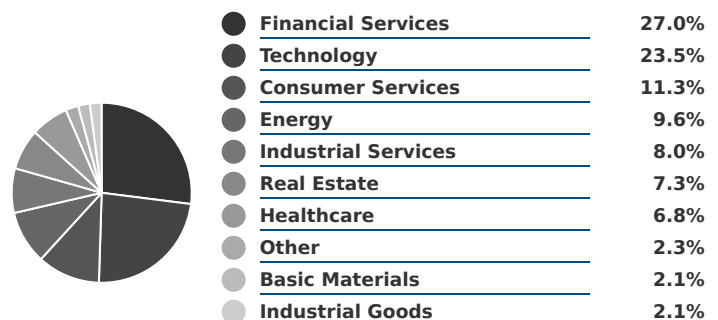 Financial Services 27.0%
Technology 23.5%
Consumer Services 11.3%
Energy 9.6%
Industrial Services 8.0%
Real Estate 7.3%
Healthcare 6.8%
Other 2.3%
Basic Materials 2.1%
Industrial Goods 2.1%